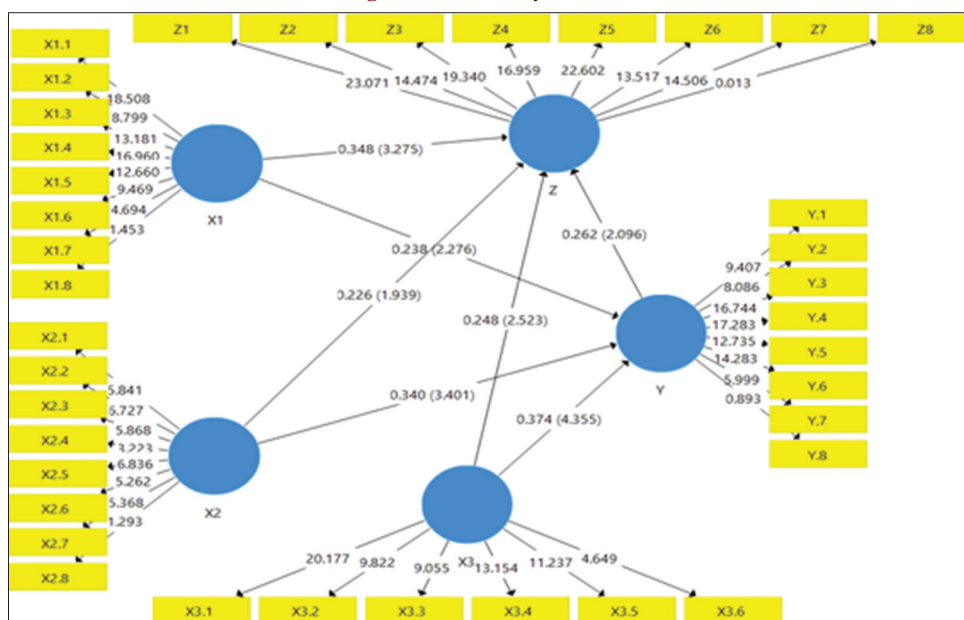 Z1 Z2 Z3 Z4 Z5 Z6 Z7 Z8
23.071 14.474 19.340 16.959 22.602 13.517 14.506 0.013
Z
X1.1
X1.2
X1.3
X1.4
X1.5
X1.6
X1.7
X1.8
18.508
8.799
13.181
16.960
12.660
9.469
4.694
1.453
X1
0.348 (3.275)
0.238 (2.276)
0.226 (1.939)
0.248 (2.523)
0.262 (2.096)
0.340 (3.401)
0.374 (4.355)
Y.1
Y.2
Y.3
Y.4
Y.5
Y.6
Y.7
Y.8
9.407
8.086
16.744
17.283
12.735
14.283
5.999
0.893
Y
X2.1
X2.2
X2.3
X2.4
X2.5
X2.6
X2.7
X2.8
5.841
5.868
6.836
5.262
5.368
1.293
X2
X3
20.177 9.822 9.055 13.154 11.237 4.649
X3.1 X3.2 X3.3 X3.4 X3.5 X3.6